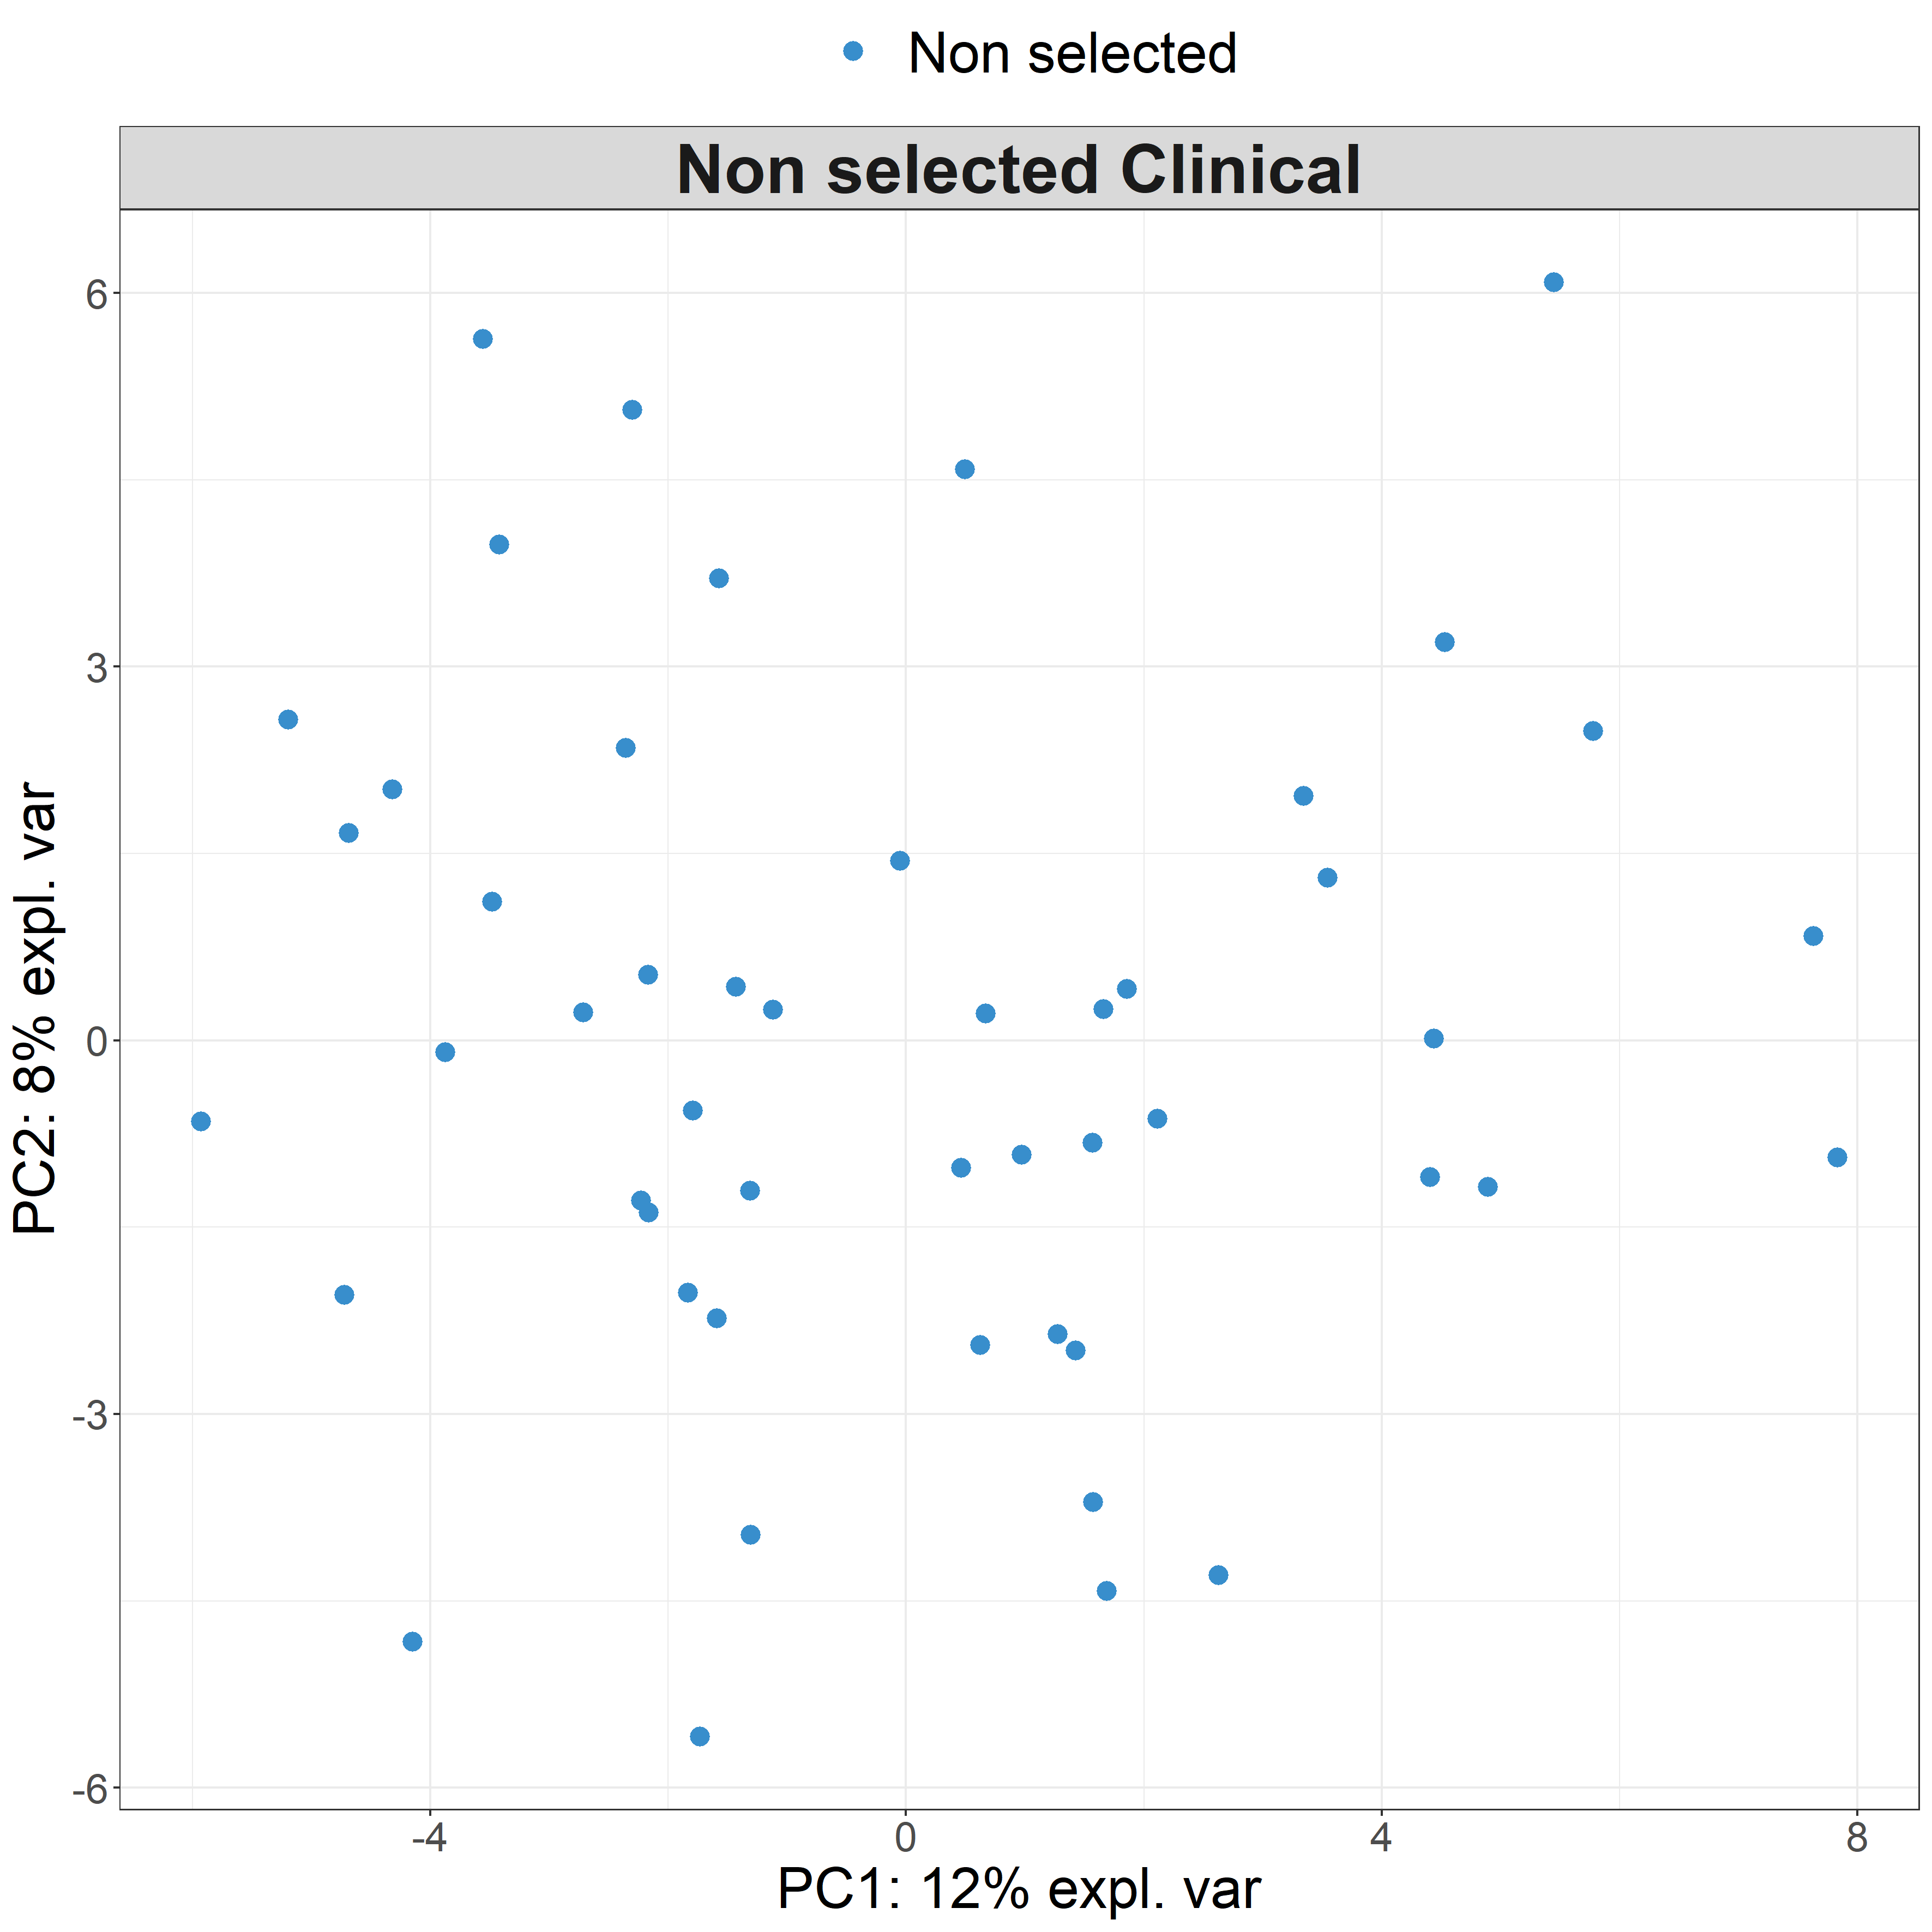 Non selected
Non selected Clinical
6
3
0
-3
-6
PC2: 8% expl. var
-4 0 4 8
PC1: 12% expl. var